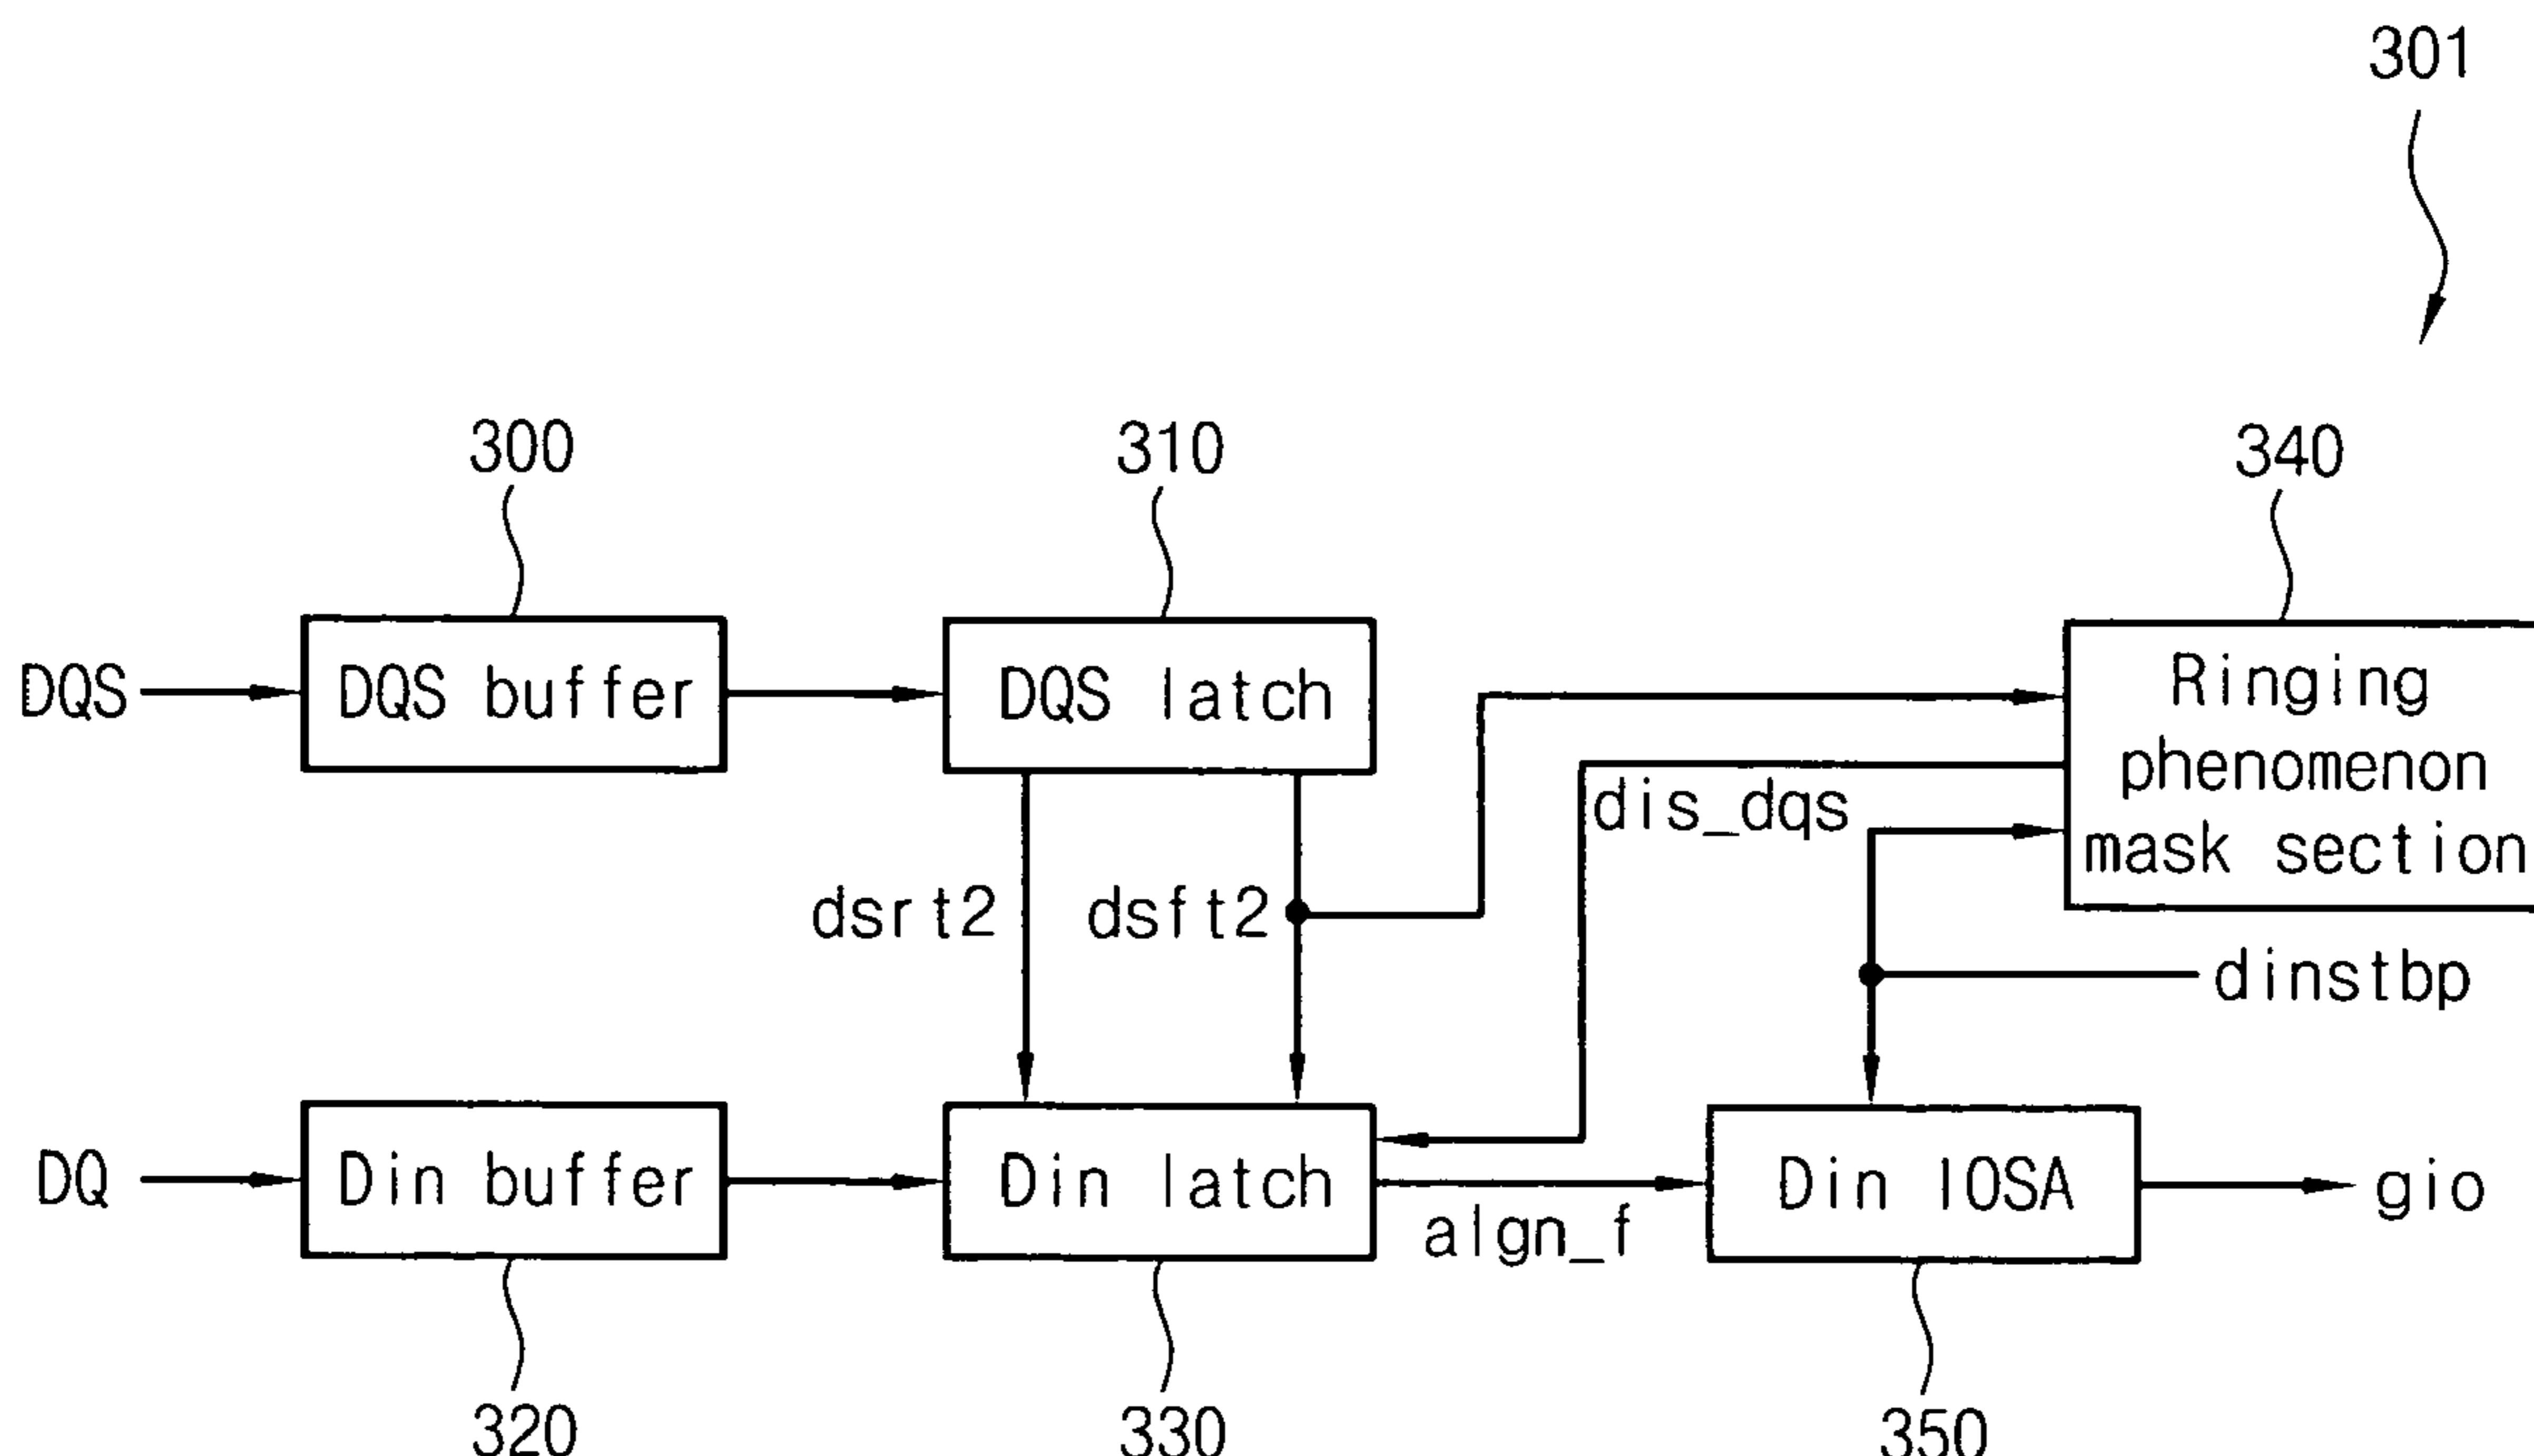 301
300
310
340
DQS
DQS buffer
DQS latch
Ringing
phenomenon
mask section
dis_dqs
dsrt2
dsft2
dinstbp
DQ
Din buffer
Din latch
algn_f
Din IOSA
gio
320
330
350